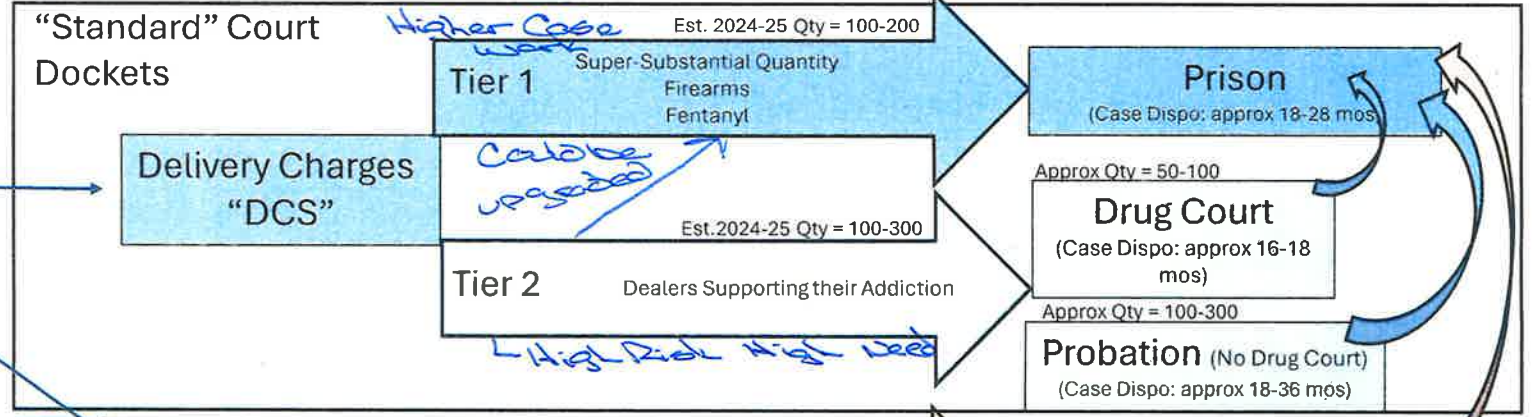 "Standard" Court
Dockets
Higher Case
work
Est. 2024-25 Qty = 100-200
Tier 1
Super-Substantial Quantity
Firearms
Fentanyl
Prison
(Case Dispo: approx 18-28 mos
Delivery Charges
"DCS"
upgraded
Est.2024-25 Qty = 100-300
Approx Qty = 50-100
Drug Court
(Case Dispo: approx 16-18
mos)
Tier 2
Dealers Supporting their Addiction
High Risk High Need
Approx Qty = 100-300
Probation (No Drug Court)
(Case Dispo: approx 18-36 mos)